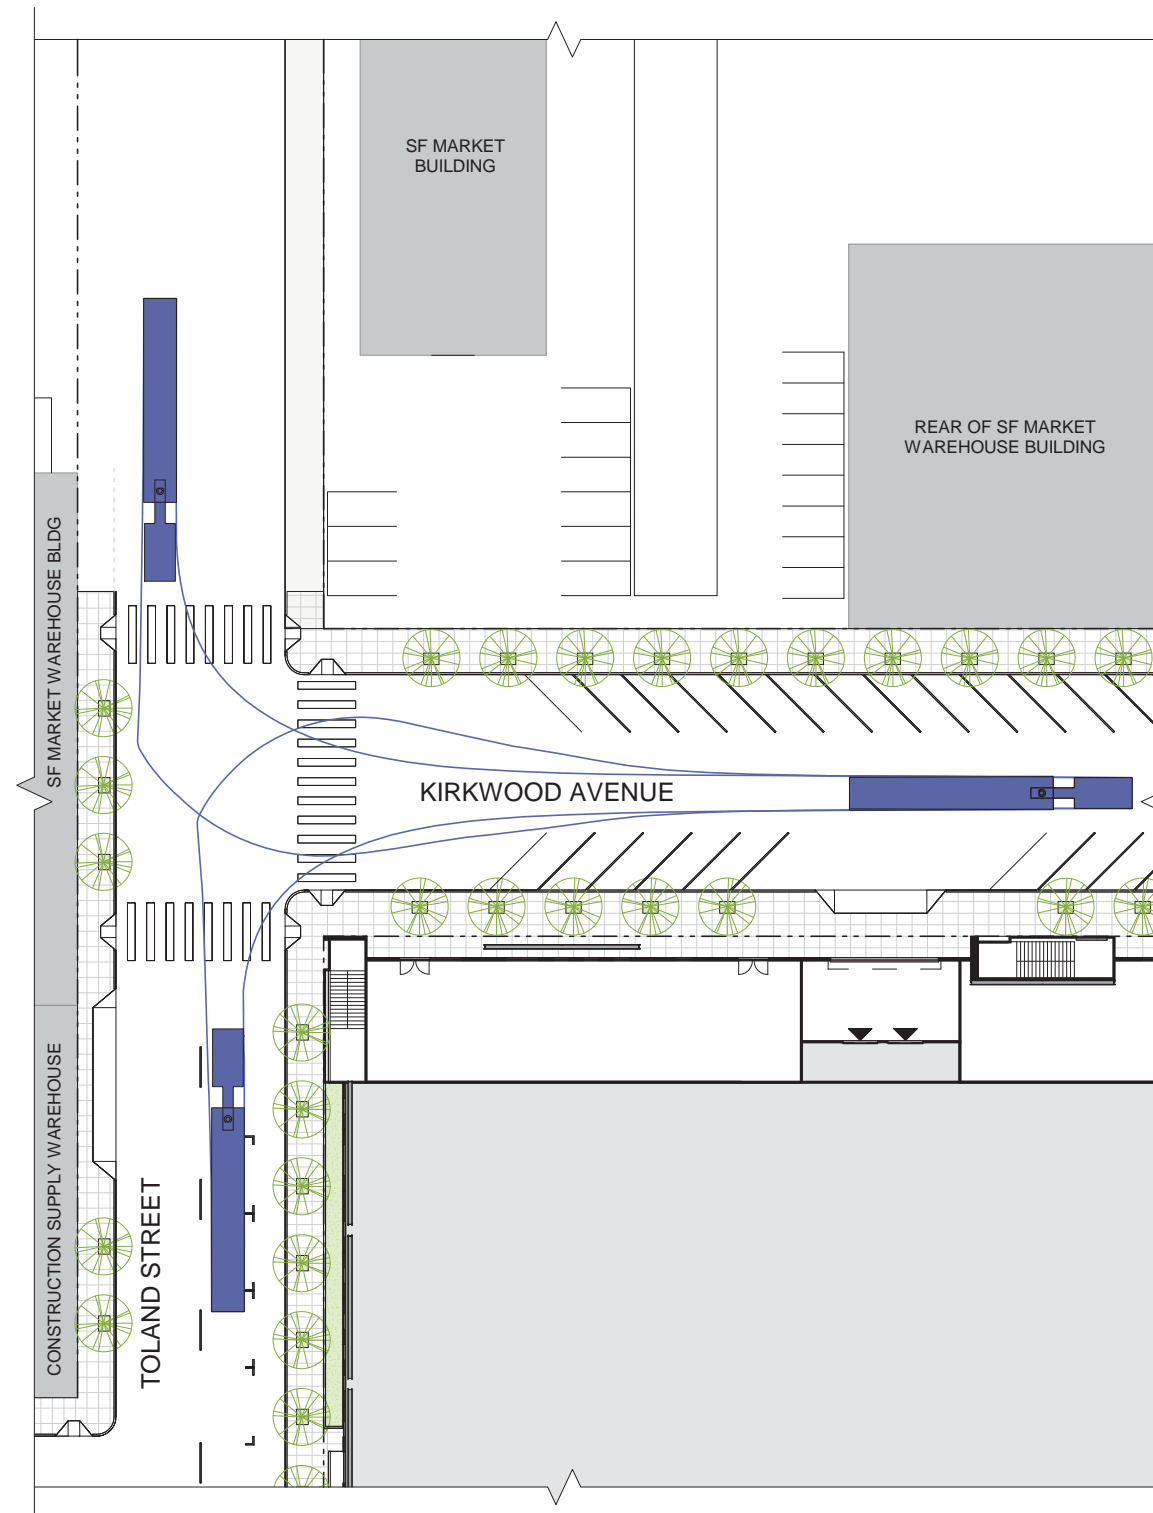 SF MARKET
BUILDING
REAR OF SF MARKET
WAREHOUSE BUILDING
SF MARKET WAREHOUSE BLDG
KIRKWOOD AVENUE
CONSTRUCTION SUPPLY WAREHOUSE
TOLAND STREET